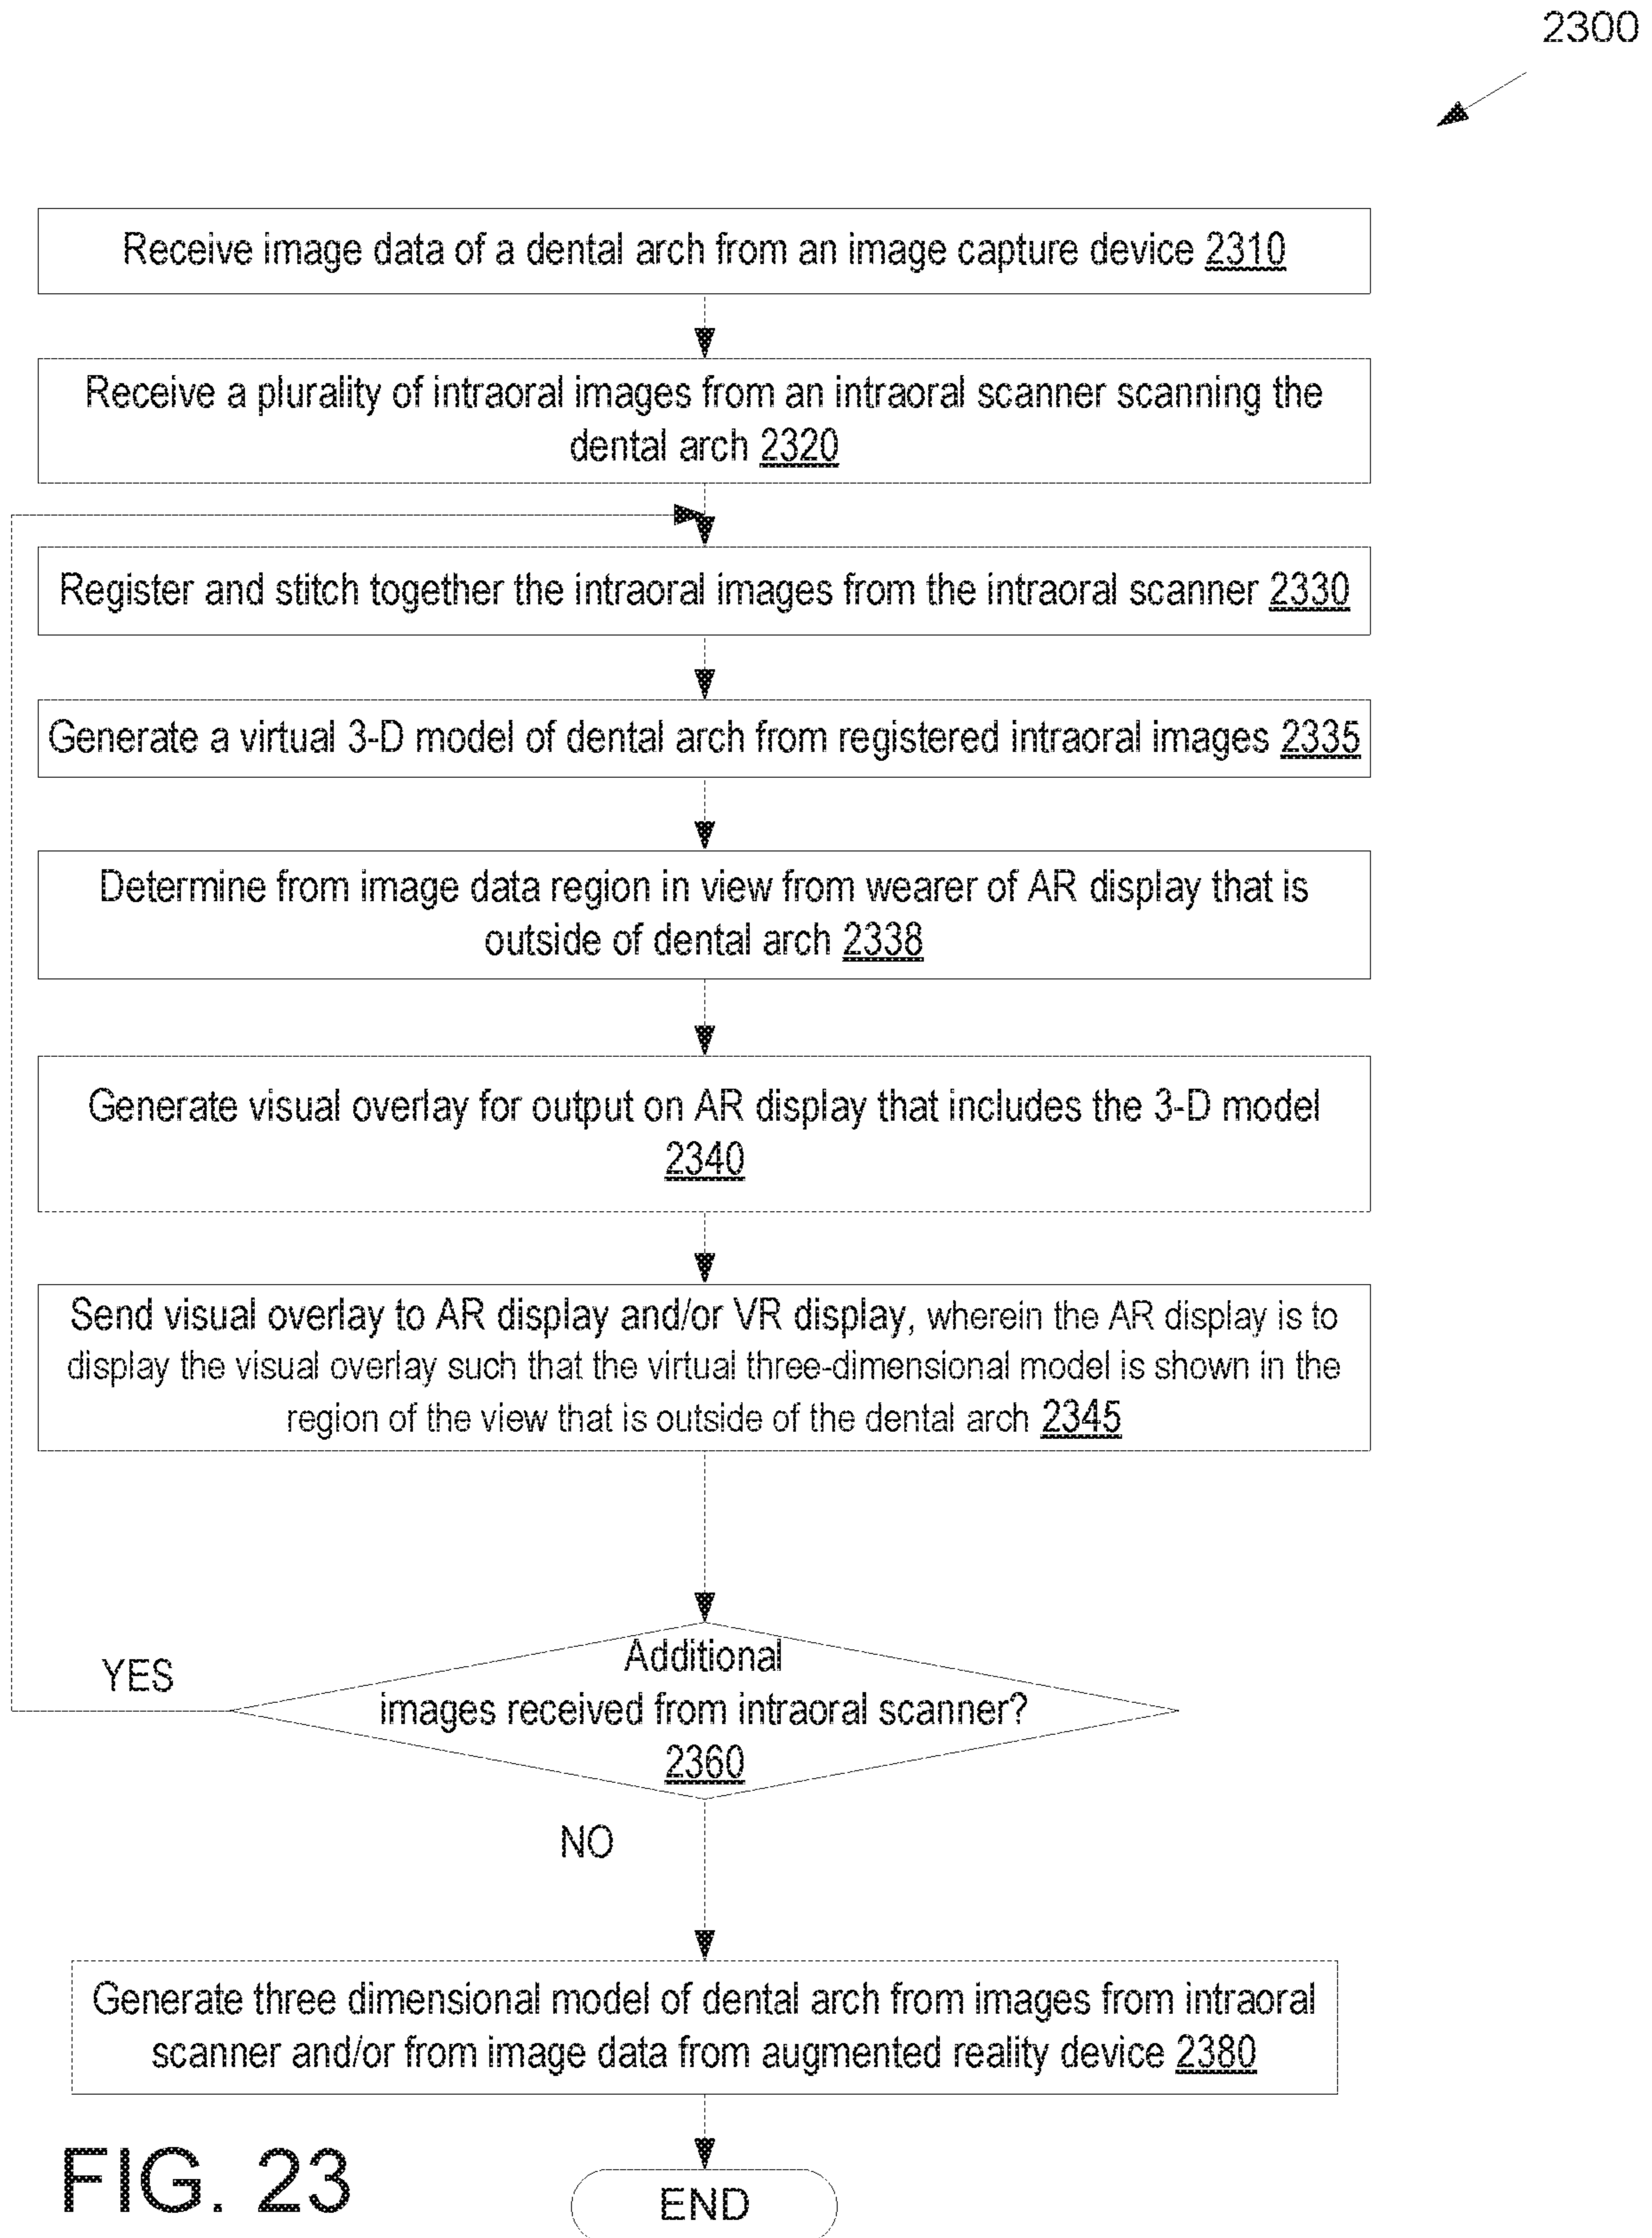 2300
Receive image data of a dental arch from an image capture device 2310
Receive a plurality of intraoral images from an intraoral scanner scanning the
dental arch 2320
Register and stitch together the intraoral images from the intraoral scanner 2330
Generate a virtual 3-D model of dental arch from registered intraoral images 2335
Determine from image data region in view from wearer of AR display that is
outside of dental arch 2338
Generate visual overlay for output on AR display that includes the 3-D model
2340
Send visual overlay to AR display and/or VR display, wherein the AR display is to
display the visual overlay such that the virtual three-dimensional model is shown in the
region of the view that is outside of the dental arch 2345
Additional
images received from intraoral scanner?
2360
YES
NO
Generate three dimensional model of dental arch from images from intraoral
scanner and/or from image data from augmented reality device 2380
END
FIG. 23